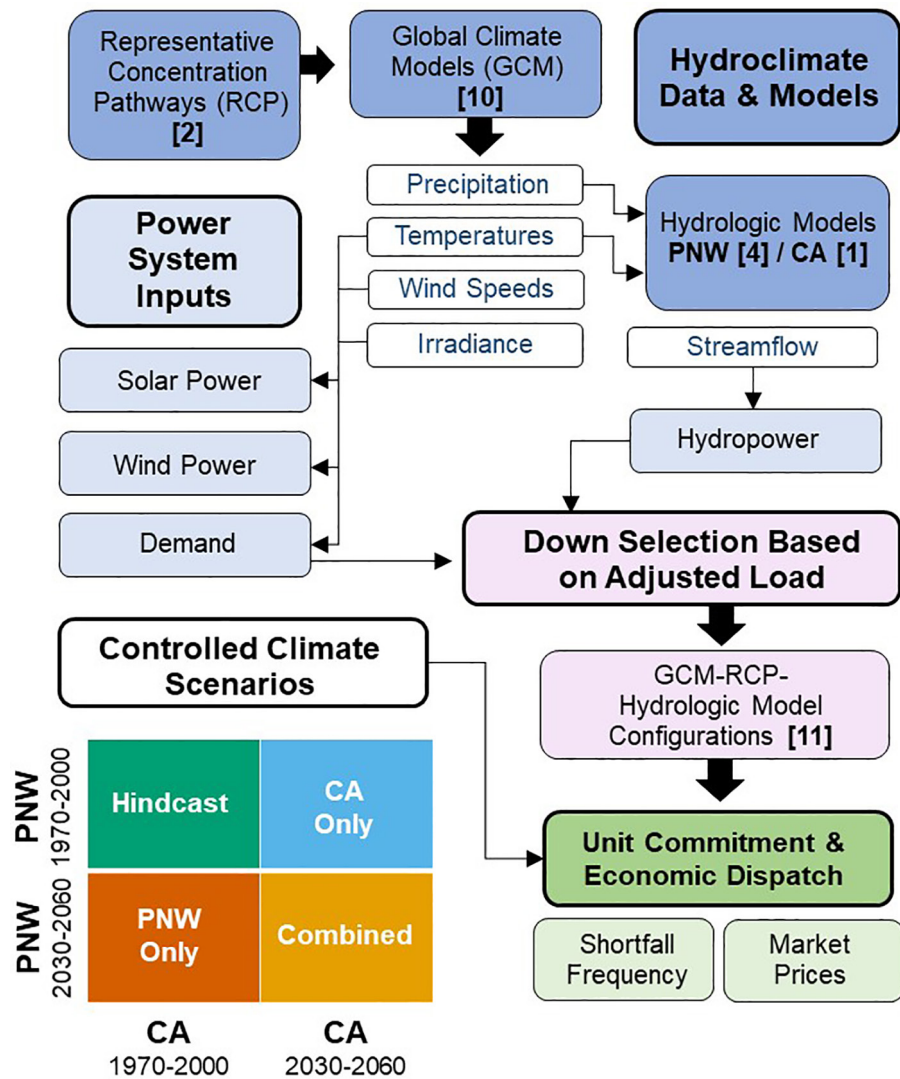 Representative
Concentration
Pathways (RCP)
[2]
Global Climate
Models (GCM)
[10]
Hydroclimate
Data & Models
Precipitation
Temperatures
Wind Speeds
Irradiance
Hydrologic Models
PNW [4] / CA [1]
Power
System
Inputs
Streamflow
Solar Power
Wind Power
Demand
Hydropower
Down Selection Based
on Adjusted Load
Controlled Climate
Scenarios
GCM-RCP-
Hydrologic Model
Configurations [11]
PNW
1970-2000
Hindcast
CA
Only
PNW
2030-2060
PNW
Only
Combined
CA
1970-2000
CA
2030-2060
Unit Commitment &
Economic Dispatch
Shortfall
Frequency
Market
Prices